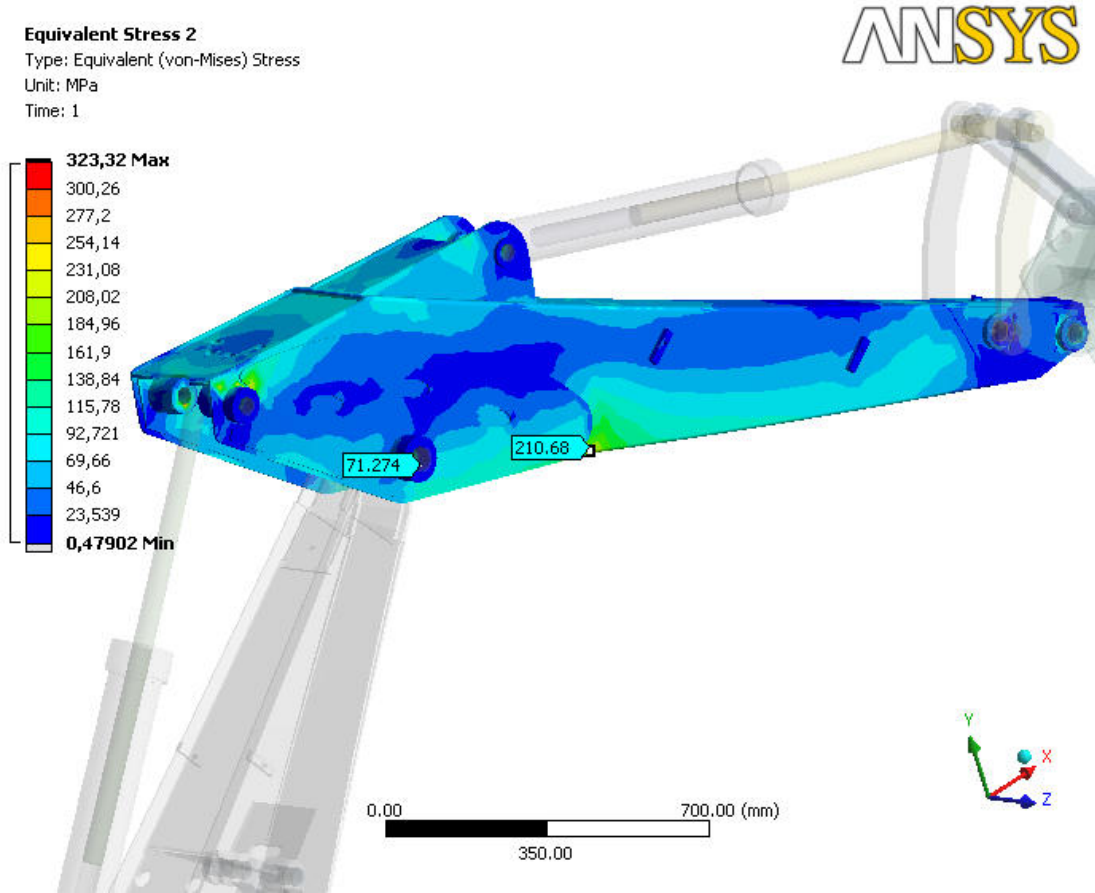 ANSYS
Equivalent Stress 2
Type: Equivalent (von-Mises) Stress
Unit: MPa
Time: 1
323,32 Max
300,26
277,2
254,14
231,08
208,02
184,96
161,9
138,84
115,78
92,721
69,66
46,6
23,539
0,47902 Min
210.68
71.274
Y
X
Z
0.00 700.00 (mm)
350.00